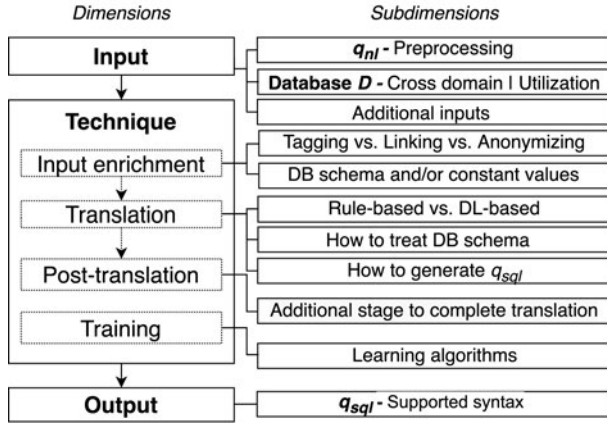 Dimensions
Subdimensions
Input
q_nl - Preprocessing
Database D - Cross domain | Utilization
Additional inputs
Technique
Input enrichment
Tagging vs. Linking vs. Anonymizing
DB schema and/or constant values
Translation
Rule-based vs. DL-based
How to treat DB schema
How to generate q_sql
Post-translation
Additional stage to complete translation
Training
Learning algorithms
Output
q_sql - Supported syntax